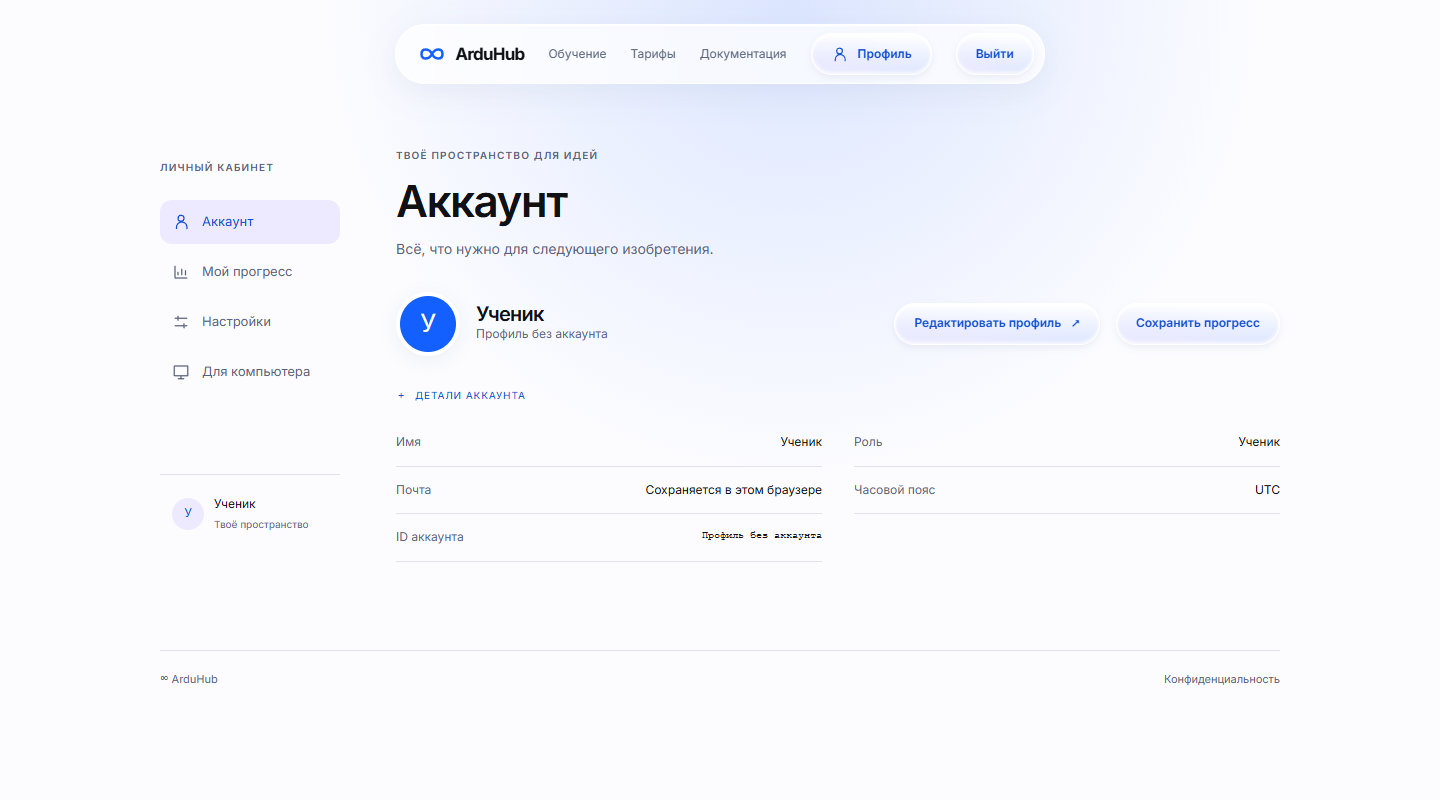 ArduHub
Обучение
Тарифы
Документация
Профиль
Выйти
ЛИЧНЫЙ КАБИНЕТ
Аккаунт
Мой прогресс
Настройки
Для компьютера
У
Ученик
Твоё пространство
ТВОЁ ПРОСТРАНСТВО ДЛЯ ИДЕЙ
Аккаунт
Всё, что нужно для следующего изобретения.
У
Ученик
Профиль без аккаунта
Редактировать профиль ↗
Сохранить прогресс
+ ДЕТАЛИ АККАУНТА
Имя
Ученик
Роль
Ученик
Почта
Сохраняется в этом браузере
Часовой пояс
UTC
ID аккаунта
Профиль без аккаунта
∞ ArduHub
Конфиденциальность